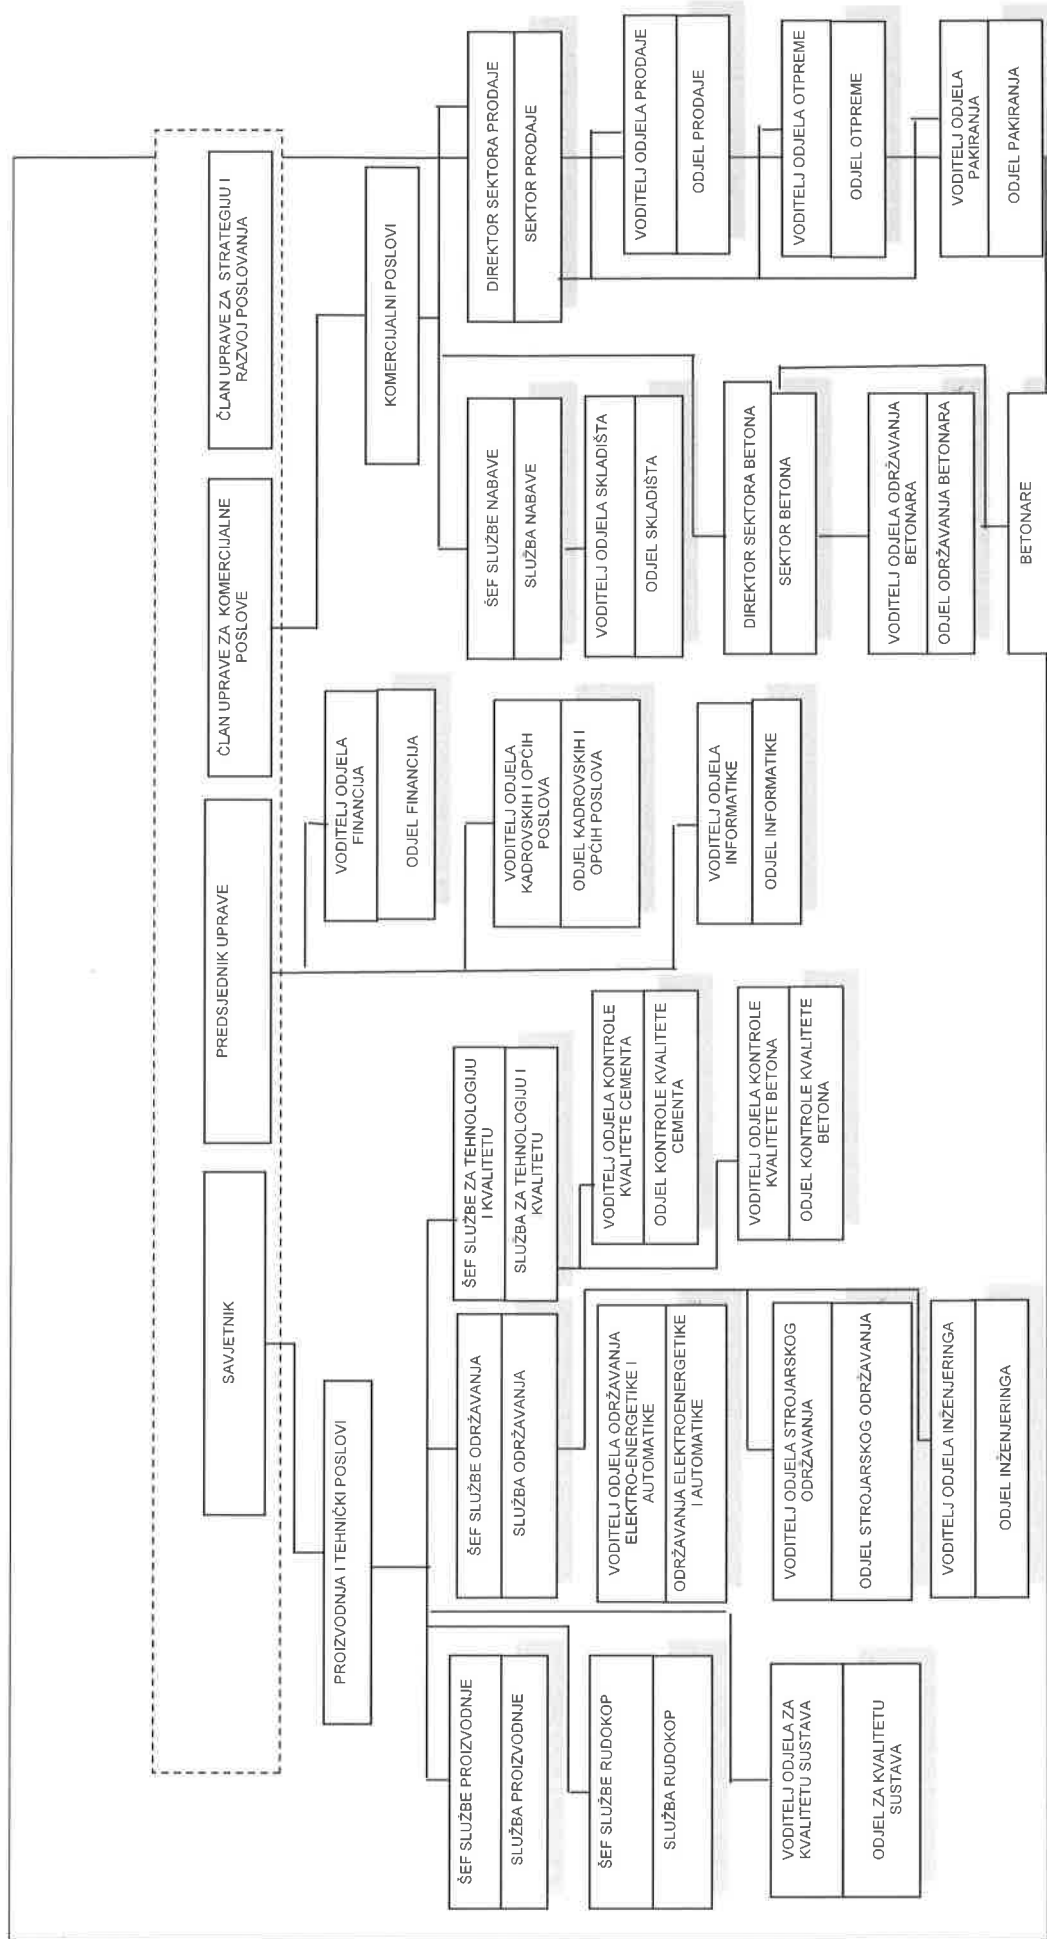 SAVJETNIK
PREDSJEDNIK UPRAVE
ČLAN UPRAVE ZA KOMERCIJALNE
POSLOVE
ČLAN UPRAVE ZA STRATEGIJU I
RAZVOJ POSLOVANJA
PROIZVODNJA I TEHNIČKI POSLOVI
ŠEF SLUŽBE PROIZVODNJE
SLUŽBA PROIZVODNJE
ŠEF SLUŽBE RUDOKOP
SLUŽBA RUDOKOP
VODITELJ ODJELA ZA
KVALITETU SUSTAVA
ODJEL ZA KVALITETU
SUSTAVA
ŠEF SLUŽBE ODRŽAVANJA
SLUŽBA ODRŽAVANJA
VODITELJ ODJELA ODRŽAVANJA
ELEKTRO-ENERGETIKE I
AUTOMATIKE
ODRŽAVANJA ELEKTROENERGETIKE
I AUTOMATIKE
VODITELJ ODJELA STROJARSKOG
ODRŽAVANJA
ODJEL STROJARSKOG ODRŽAVANJA
VODITELJ ODJELA INŽENJERINGA
ODJEL INŽENJERINGA
ŠEF SLUŽBE ZA TEHNOLOGIJU
I KVALITETU
SLUŽBA ZA TEHNOLOGIJU I
KVALITETU
VODITELJ ODJELA KONTROLE
KVALITETE CEMENTA
ODJEL KONTROLE KVALITETE
CEMENTA
VODITELJ ODJELA KONTROLE
KVALITETE BETONA
ODJEL KONTROLE KVALITETE
BETONA
VODITELJ ODJELA
FINANCIJA
ODJEL FINANCIJA
VODITELJ ODJELA
KADROVSKIH I OPĆIH
POSLOVA
ODJEL KADROVSKIH I
OPĆIH POSLOVA
VODITELJ ODJELA
INFORMATIKE
ODJEL INFORMATIKE
KOMERCIJALNI POSLOVI
ŠEF SLUŽBE NABAVE
SLUŽBA NABAVE
VODITELJ ODJELA SKLADIŠTA
ODJEL SKLADIŠTA
DIREKTOR SEKTORA BETONA
SEKTOR BETONA
VODITELJ ODJELA ODRŽAVANJA
BETONARA
ODJEL ODRŽAVANJA BETONARA
BETONARE
DIREKTOR SEKTORA PRODAJE
SEKTOR PRODAJE
VODITELJ ODJELA PRODAJE
ODJEL PRODAJE
VODITELJ ODJELA OTPREME
ODJEL OTPREME
VODITELJ ODJELA
PAKIRANJA
ODJEL PAKIRANJA